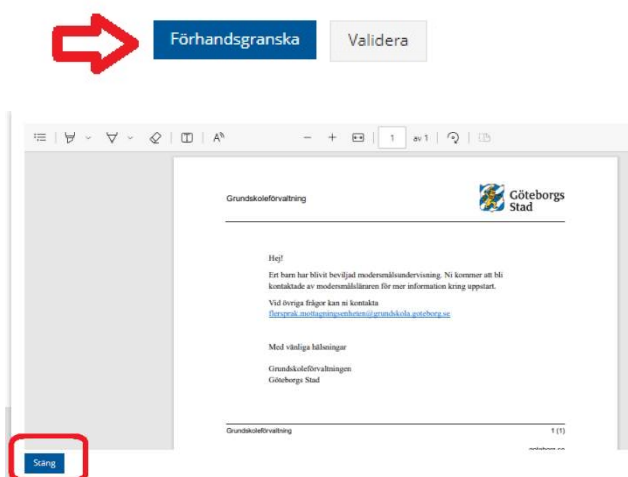 Förhandsgranska
Validera
1 av 1
Grundskoleförvaltning
Göteborgs
Stad
Hej!
Ert barn har blivit beviljad modersmålsundervisning. Ni kommer att bli
kontaktade av modersmålsläraren för mer information kring uppstart.
Vid övriga frågor kan ni kontakta
flersprak.mottagningsenheten@grundskola.goteborg.se
Med vänliga hälsningar
Grundskoleförvaltningen
Göteborgs Stad
Grundskoleförvaltning
1 (1)
Stäng